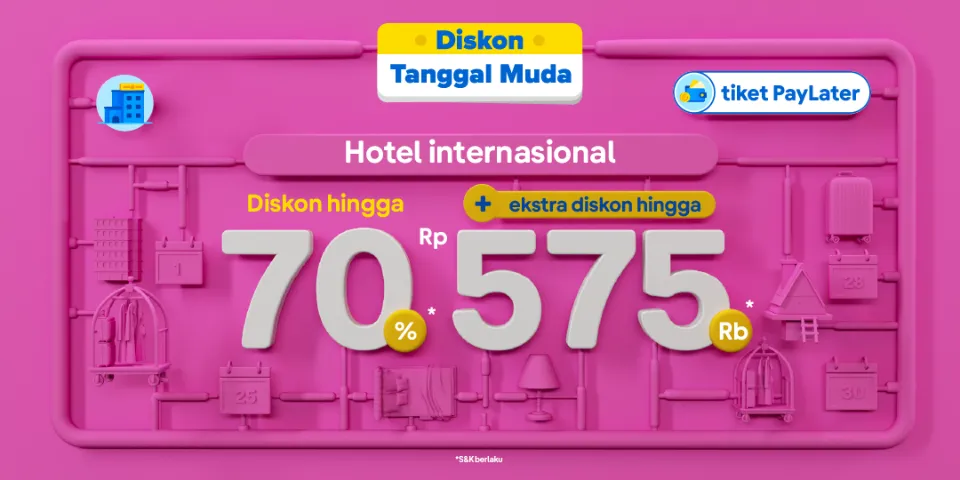 Diskon
Tanggal Muda
tiket PayLater
Hotel internasional
Diskon hingga
+ ekstra diskon hingga
70%*
Rp 575 Rb*
1
28
25
30
*S&K berlaku